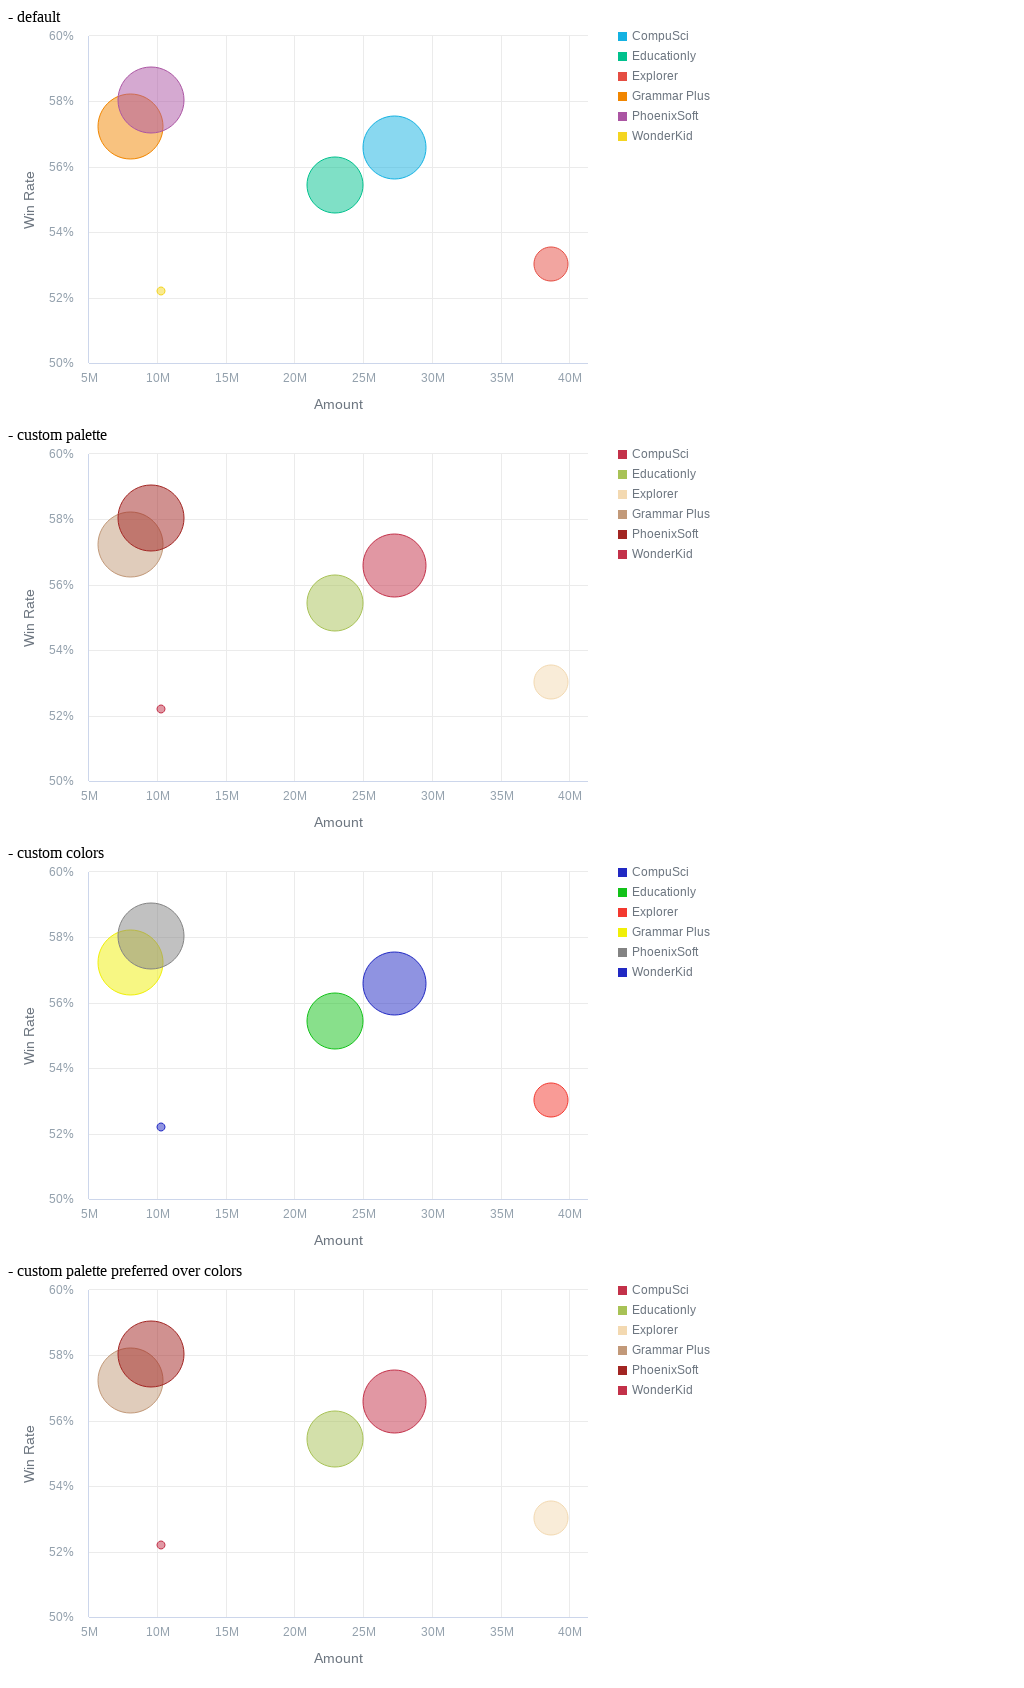 - default
60%
58%
56%
54%
52%
50%
Win Rate
5M 10M 15M 20M 25M 30M 35M 40M
Amount
CompuSci
Educationly
Explorer
Grammar Plus
PhoenixSoft
WonderKid
- custom palette
60%
58%
56%
54%
52%
50%
Win Rate
5M 10M 15M 20M 25M 30M 35M 40M
Amount
CompuSci
Educationly
Explorer
Grammar Plus
PhoenixSoft
WonderKid
- custom colors
60%
58%
56%
54%
52%
50%
Win Rate
5M 10M 15M 20M 25M 30M 35M 40M
Amount
CompuSci
Educationly
Explorer
Grammar Plus
PhoenixSoft
WonderKid
- custom palette preferred over colors
60%
58%
56%
54%
52%
50%
Win Rate
5M 10M 15M 20M 25M 30M 35M 40M
Amount
CompuSci
Educationly
Explorer
Grammar Plus
PhoenixSoft
WonderKid